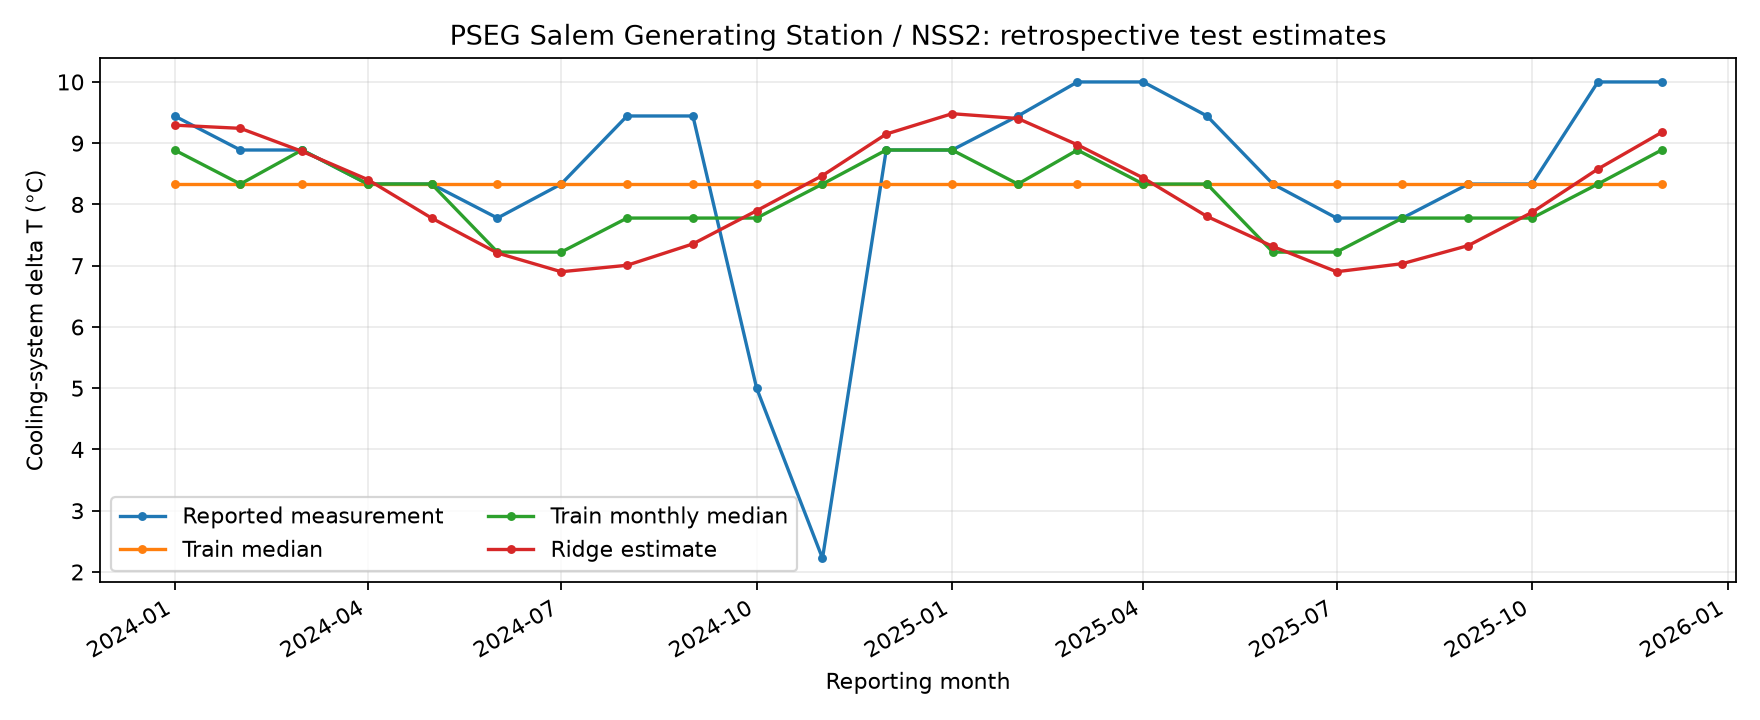 PSEG Salem Generating Station / NSS2: retrospective test estimates
Cooling-system delta T (°C)
10
9
8
7
6
5
4
3
2
Reported measurement
Train median
Train monthly median
Ridge estimate
2024-01
2024-04
2024-07
2024-10
2025-01
2025-04
2025-07
2025-10
2026-01
Reporting month